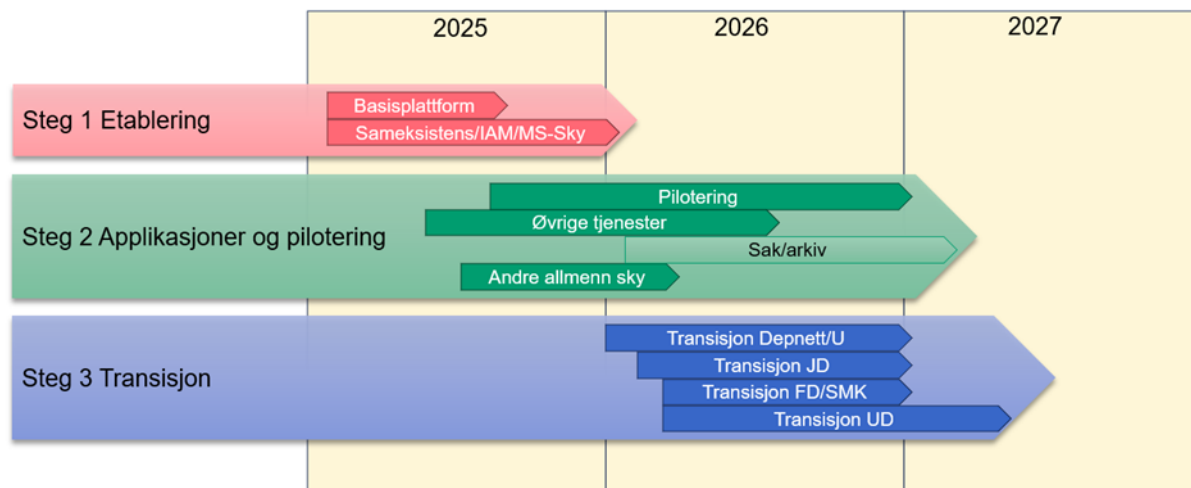 2025
2026
2027
Steg 1 Etablering
Basisplattform
Sameksistens/IAM/MS-Sky
Steg 2 Applikasjoner og pilotering
Pilotering
Øvrige tjenester
Sak/arkiv
Andre allmenn sky
Steg 3 Transisjon
Transisjon Depnett/U
Transisjon JD
Transisjon FD/SMK
Transisjon UD